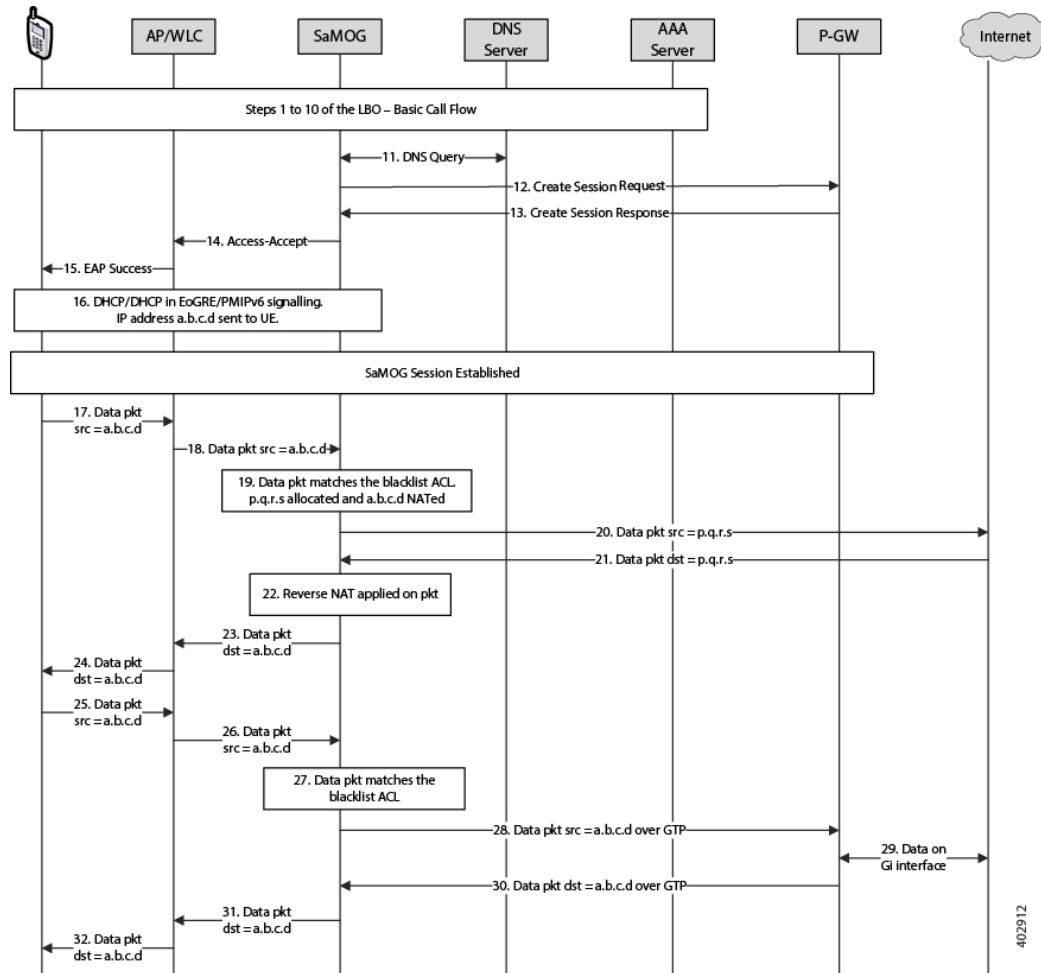 AP/WLC
SaMOG
DNS
Server
AAA
Server
P-GW
Internet
Steps 1 to 10 of the LBO – Basic Call Flow
11. DNS Query
12. Create Session Request
13. Create Session Response
14. Access-Accept
15. EAP Success
16. DHCP/DHCP in EoGRE/PMIPv6 signalling.
IP address a.b.c.d sent to UE.
SaMOG Session Established
17. Data pkt
src = a.b.c.d
18. Data pkt src = a.b.c.d
19. Data pkt matches the blacklist ACL.
p.q.r.s allocated and a.b.c.d NATed
20. Data pkt src = p.q.r.s
21. Data pkt dst = p.q.r.s
22. Reverse NAT applied on pkt
23. Data pkt
dst = a.b.c.d
24. Data pkt
dst = a.b.c.d
25. Data pkt
src = a.b.c.d
26. Data pkt
src = a.b.c.d
27. Data pkt matches the
blacklist ACL
28. Data pkt src = a.b.c.d over GTP
29. Data on
Gi interface
30. Data pkt dst = a.b.c.d over GTP
31. Data pkt
dst = a.b.c.d
32. Data pkt
dst = a.b.c.d
402912